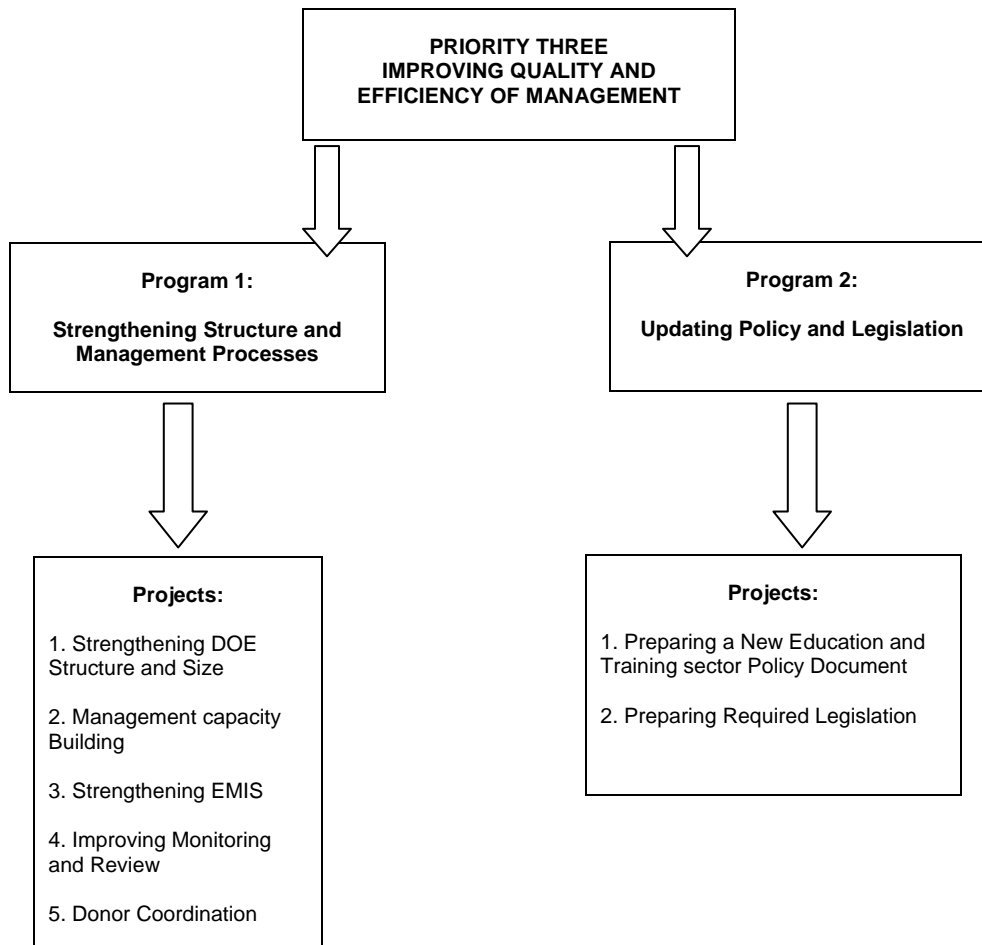 PRIORITY THREE
IMPROVING QUALITY AND
EFFICIENCY OF MANAGEMENT
Program 1:
Strengthening Structure and
Management Processes
Program 2:
Updating Policy and Legislation
Projects:
1. Strengthening DOE
Structure and Size
2. Management capacity
Building
3. Strengthening EMIS
4. Improving Monitoring
and Review
5. Donor Coordination
Projects:
1. Preparing a New Education and
Training sector Policy Document
2. Preparing Required Legislation